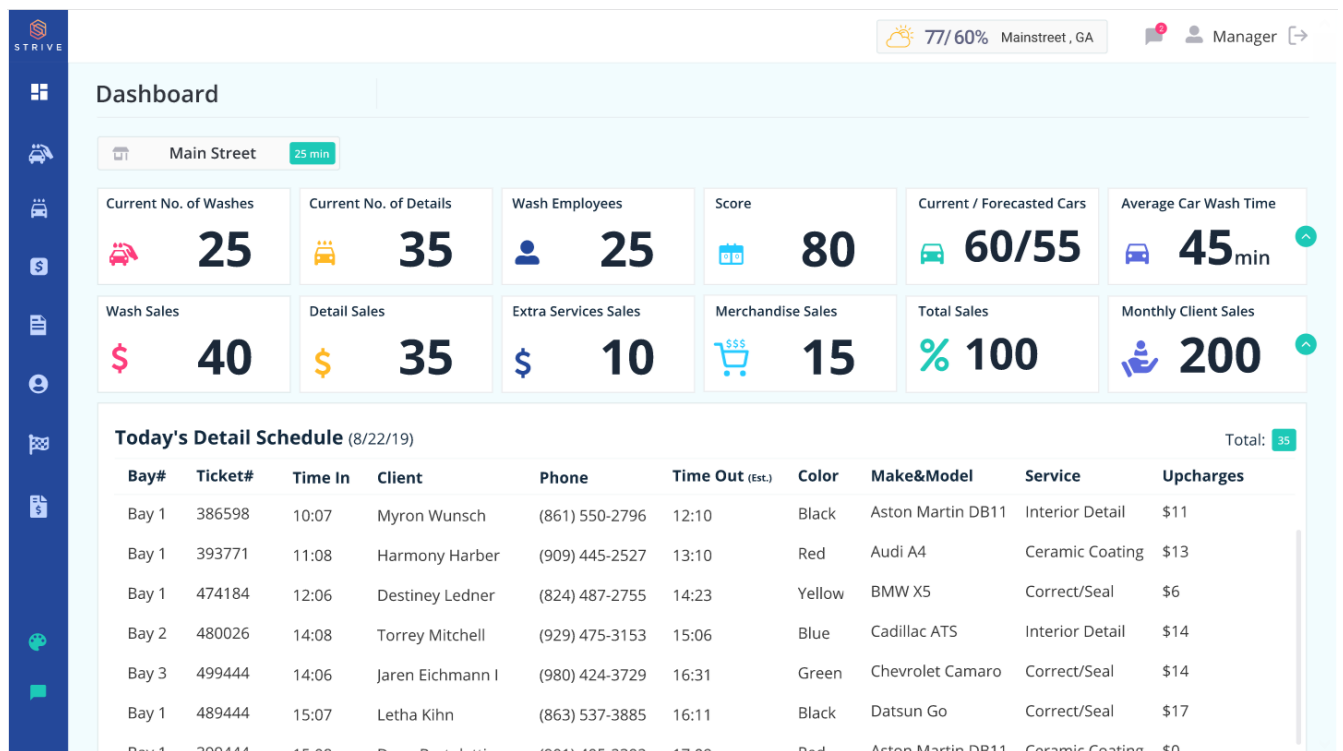 STRIVE
77/60% Mainstreet , GA 2 Manager
Dashboard
Main Street 25 min
Current No. of Washes
25
Current No. of Details
35
Wash Employees
25
Score
80
Current / Forecasted Cars
60/55
Average Car Wash Time
45min
Wash Sales
$ 40
Detail Sales
$ 35
Extra Services Sales
$ 10
Merchandise Sales
$$$ 15
Total Sales
% 100
Monthly Client Sales
200
Today's Detail Schedule (8/22/19) Total: 35
Bay# Ticket# Time In Client Phone Time Out (Est.) Color Make&Model Service Upcharges
Bay 1 386598 10:07 Myron Wunsch (861) 550-2796 12:10 Black Aston Martin DB11 Interior Detail $11
Bay 1 393771 11:08 Harmony Harber (909) 445-2527 13:10 Red Audi A4 Ceramic Coating $13
Bay 1 474184 12:06 Destiney Ledner (824) 487-2755 14:23 Yellow BMW X5 Correct/Seal $6
Bay 2 480026 14:08 Torrey Mitchell (929) 475-3153 15:06 Blue Cadillac ATS Interior Detail $14
Bay 3 499444 14:06 Jaren Eichmann I (980) 424-3729 16:31 Green Chevrolet Camaro Correct/Seal $14
Bay 1 489444 15:07 Letha Kihn (863) 537-3885 16:11 Black Datsun Go Correct/Seal $17
Bay 1 Red Aston Martin DB11 Ceramic Coating